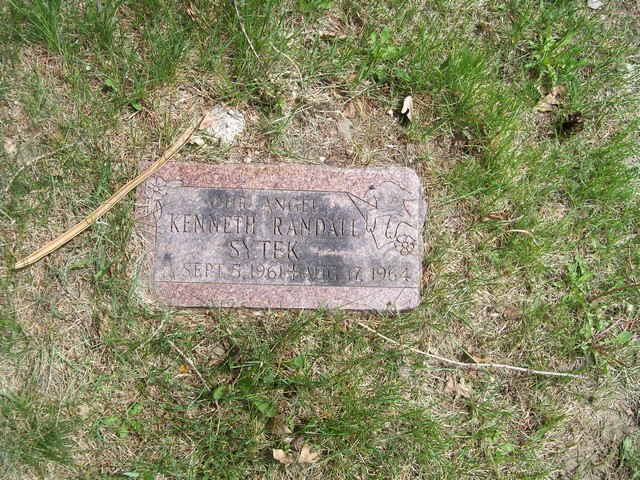 OUR ANGEL
KENNETH RANDALL
SYTEK
SEPT. 5, 1961 - AUG. 17, 1964